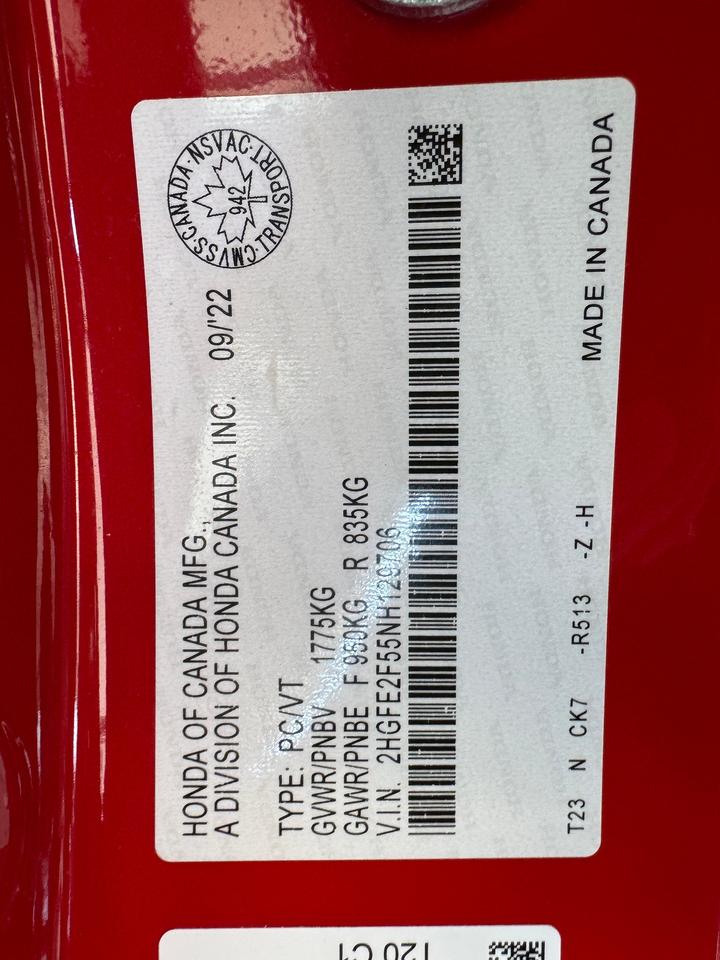 HONDA OF CANADA MFG.,
A DIVISION OF HONDA CANADA INC. 09/'22
CMVSS·CANADA·NSVAC·TRANSPORT·
942
TYPE: PC/VT
GVWR/PNBV 1775KG
GAWR/PNBE F 950KG R 835KG
V.I.N. 2HGFE2F55NH129706
T23 N CK7 -R513 -Z -H MADE IN CANADA